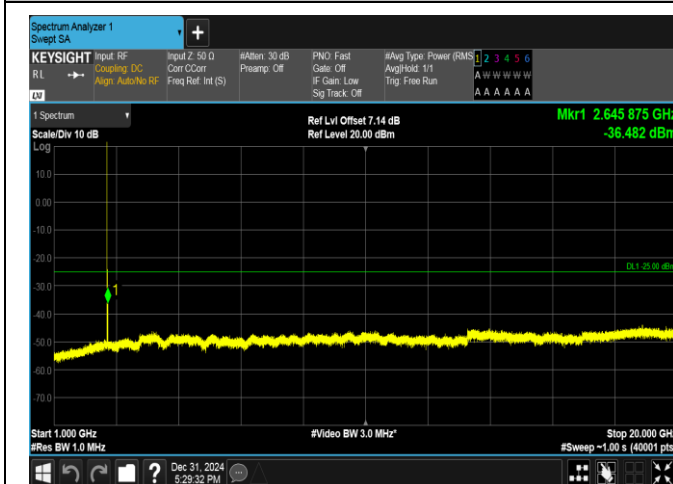 Spectrum Analyzer 1
Swept SA
+
KEYSIGHT Input: RF Input Z: 50 Ω #Atten: 30 dB PNO: Fast #Avg Type: Power (RMS 1 2 3 4 5 6
RL Coupling: DC Corr CCorr Preamp: Off Gate: Off Avg|Hold: 1/1 A W W W W W
Align: Auto/No RF Freq Ref: Int (S) IF Gain: Low Trig: Free Run
LXI Sig Track: Off A A A A A A
1 Spectrum Ref Lvl Offset 7.14 dB Mkr1 2.645 875 GHz
Scale/Div 10 dB Ref Level 20.00 dBm -36.482 dBm
Log
10.0
0.00
-10.0
-20.0
DL1 -25.00 dBm
-30.0
1
-40.0
-50.0
-60.0
-70.0
Start 1.000 GHz #Video BW 3.0 MHz* Stop 20.000 GHz
#Res BW 1.0 MHz #Sweep ~1.00 s (40001 pts
? Dec 31, 2024
5:29:32 PM